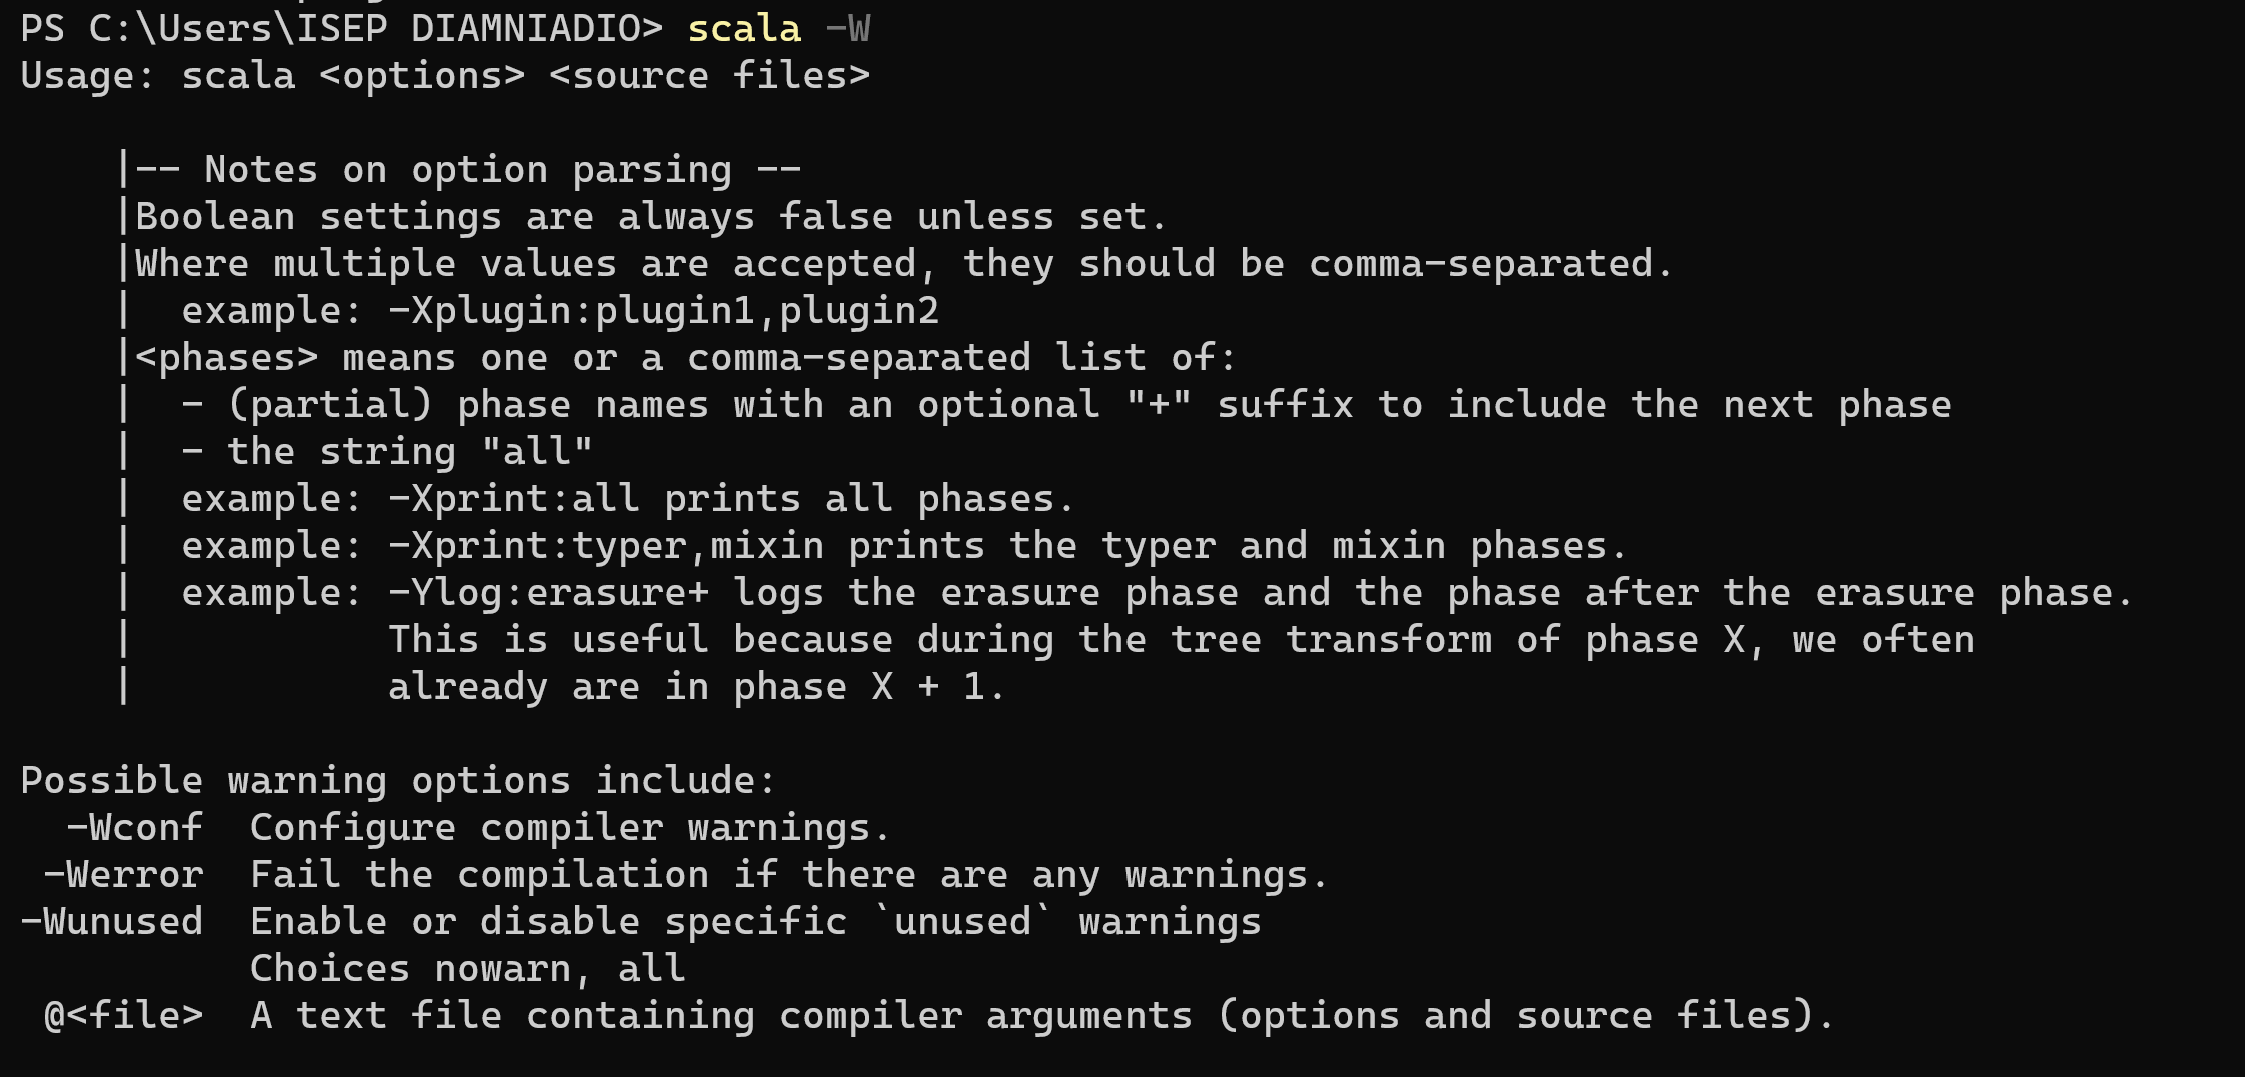 PS C:\Users\ISEP DIAMNIADIO> scala -W
Usage: scala <options> <source files>
|-- Notes on option parsing --
|Boolean settings are always false unless set.
|Where multiple values are accepted, they should be comma-separated.
|  example: -Xplugin:plugin1,plugin2
|<phases> means one or a comma-separated list of:
|  - (partial) phase names with an optional "+" suffix to include the next phase
|  - the string "all"
|  example: -Xprint:all prints all phases.
|  example: -Xprint:typer,mixin prints the typer and mixin phases.
|  example: -Ylog:erasure+ logs the erasure phase and the phase after the erasure phase.
|           This is useful because during the tree transform of phase X, we often
|           already are in phase X + 1.
Possible warning options include:
-Wconf  Configure compiler warnings.
-Werror  Fail the compilation if there are any warnings.
-Wunused  Enable or disable specific `unused` warnings
Choices nowarn, all
@<file>  A text file containing compiler arguments (options and source files).